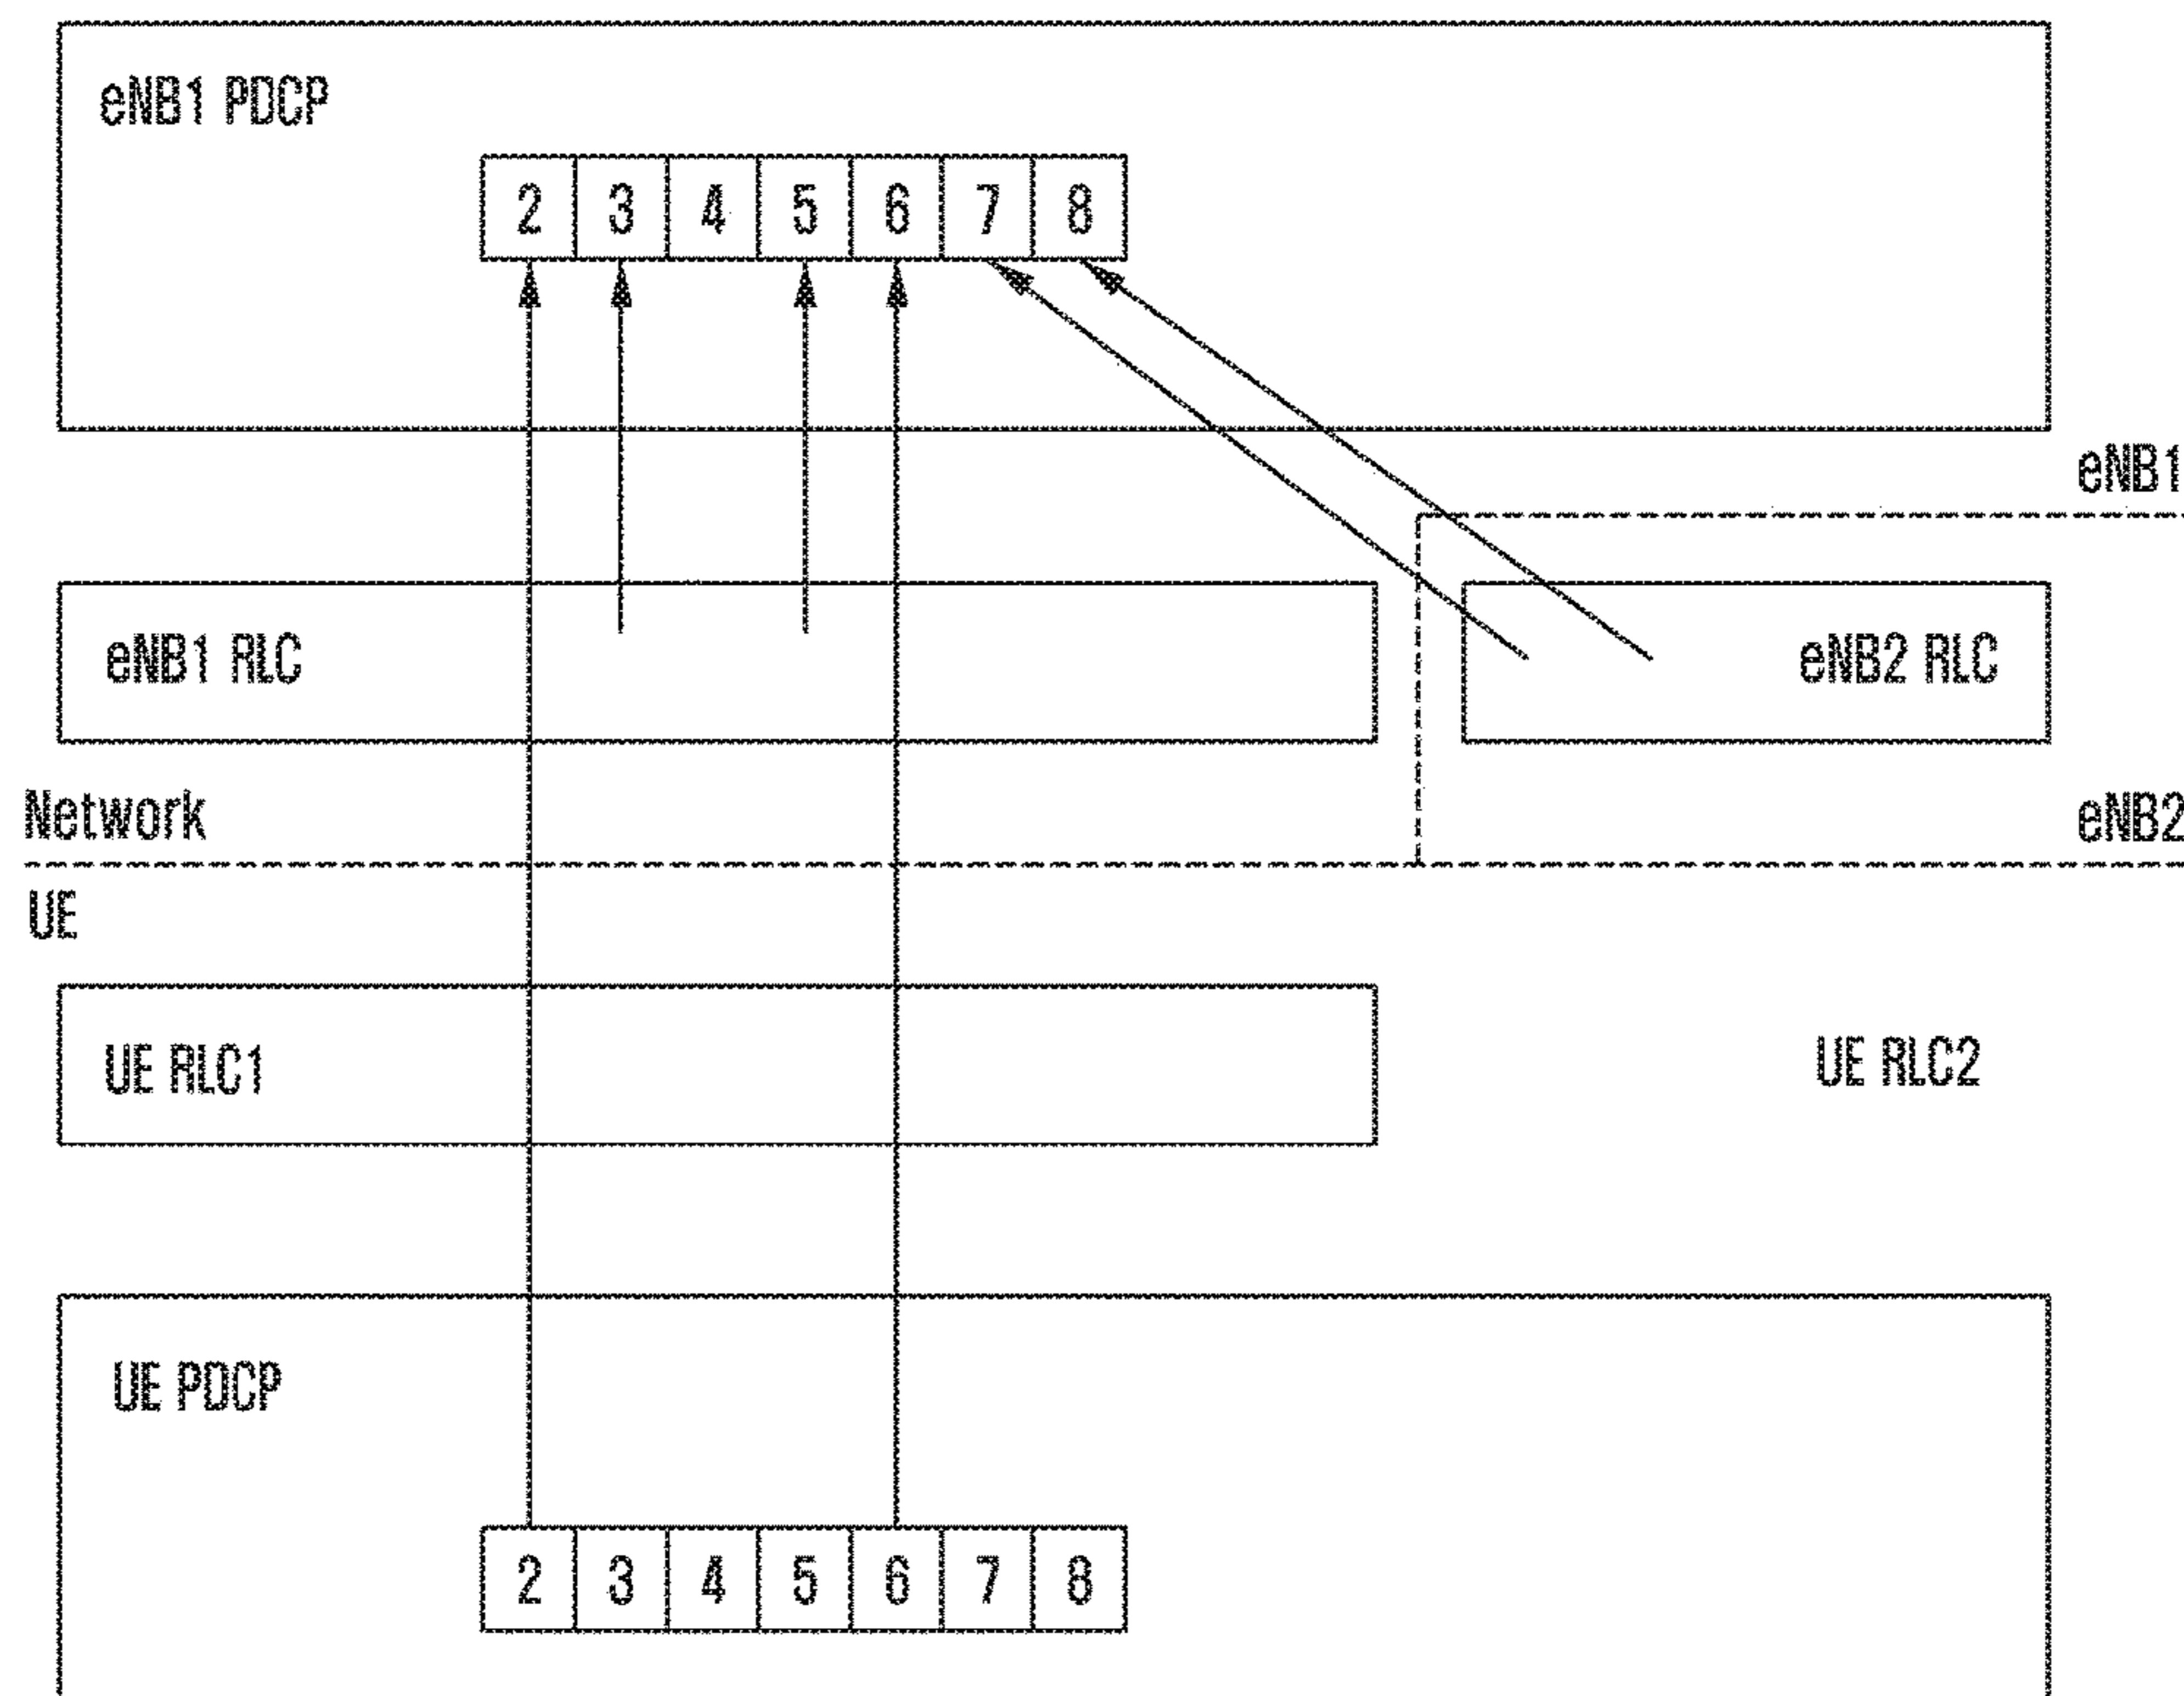 eNB1 PDCP
2 3 4 5 6 7 8
eNB1
eNB1 RLC
eNB2 RLC
Network
eNB2
UE
UE RLC1
UE RLC2
UE PDCP
2 3 4 5 6 7 8